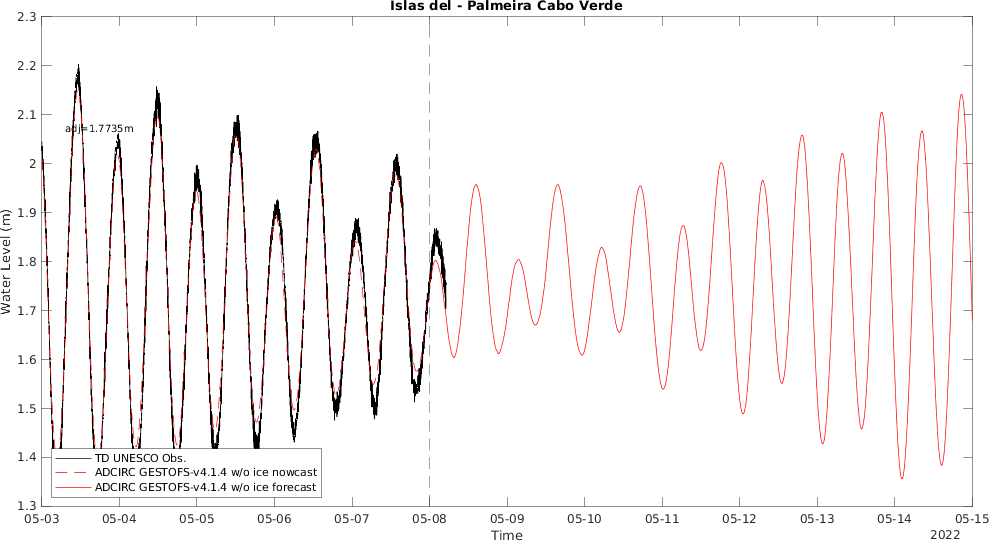 Islas del - Palmeira Cabo Verde
2.3
2.2
2.1
adj=1.7735m
2
1.9
1.8
Water Level (m)
1.7
1.6
1.5
1.4
1.3
TD UNESCO Obs.
ADCIRC GESTOFS-v4.1.4 w/o ice nowcast
ADCIRC GESTOFS-v4.1.4 w/o ice forecast
05-03 05-04 05-05 05-06 05-07 05-08 05-09 05-10 05-11 05-12 05-13 05-14 05-15
Time
2022